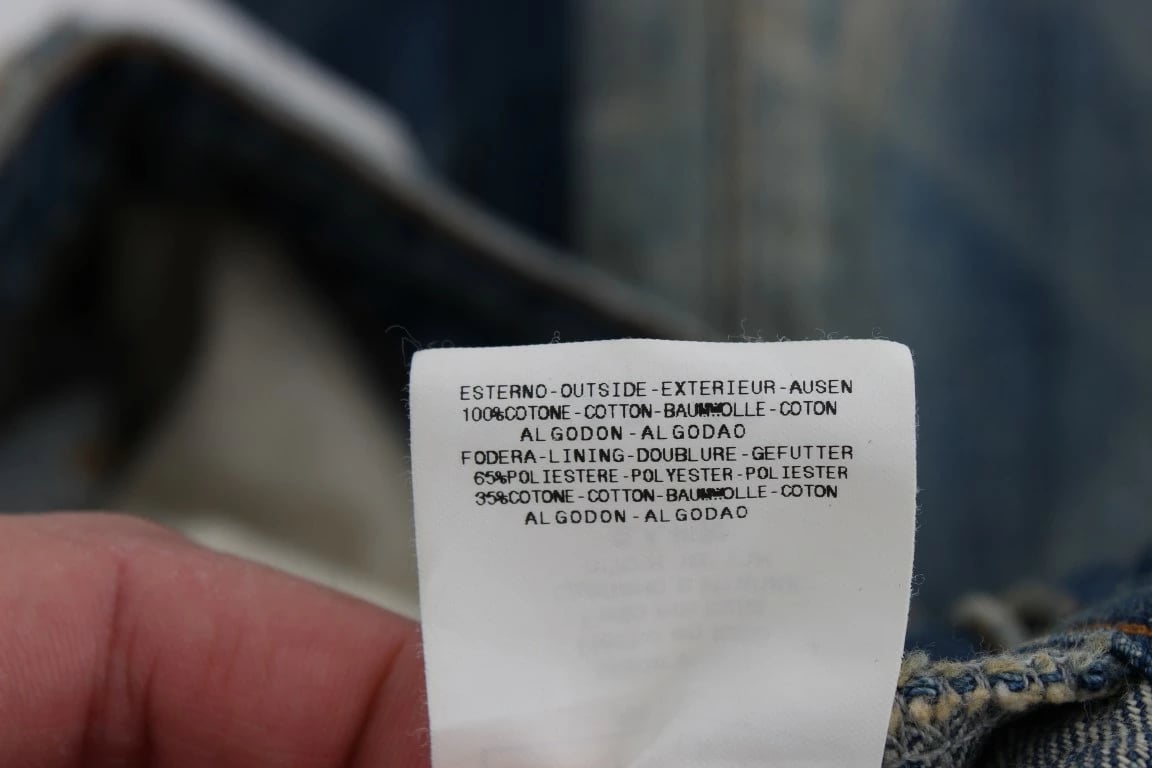 ESTERNO-OUTSIDE-EXTERIEUR-AUSEN
100%COTONE-COTTON-BAUMWOLLE-COTON
ALGODON-ALGODAO
FODERA-LINING-DOUBLURE-GEFUTTER
65%POLIESTERE-POLYESTER-POLIESTER
35%COTONE-COTTON-BAUMWOLLE-COTON
ALGODON-ALGODAO